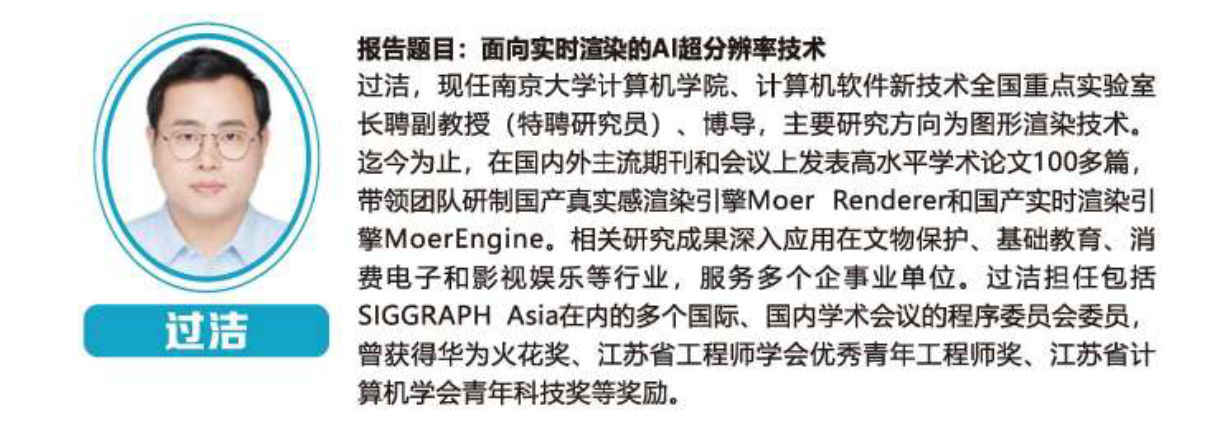 报告题目：面向实时渲染的AI超分辨率技术
过洁，现任南京大学计算机学院、计算机软件新技术全国重点实验室
长聘副教授（特聘研究员）、博导，主要研究方向为图形渲染技术。
迄今为止，在国内外主流期刊和会议上发表高水平学术论文100多篇，
带领团队研制国产真实感渲染引擎Moer Renderer和国产实时渲染引
擎MoerEngine。相关研究成果深入应用在文物保护、基础教育、消
费电子和影视娱乐等行业，服务多个企事业单位。过洁担任包括
SIGGRAPH Asia在内的多个国际、国内学术会议的程序委员会委员，
曾获得华为火花奖、江苏省工程师学会优秀青年工程师奖、江苏省计
算机学会青年科技奖等奖励。
过洁